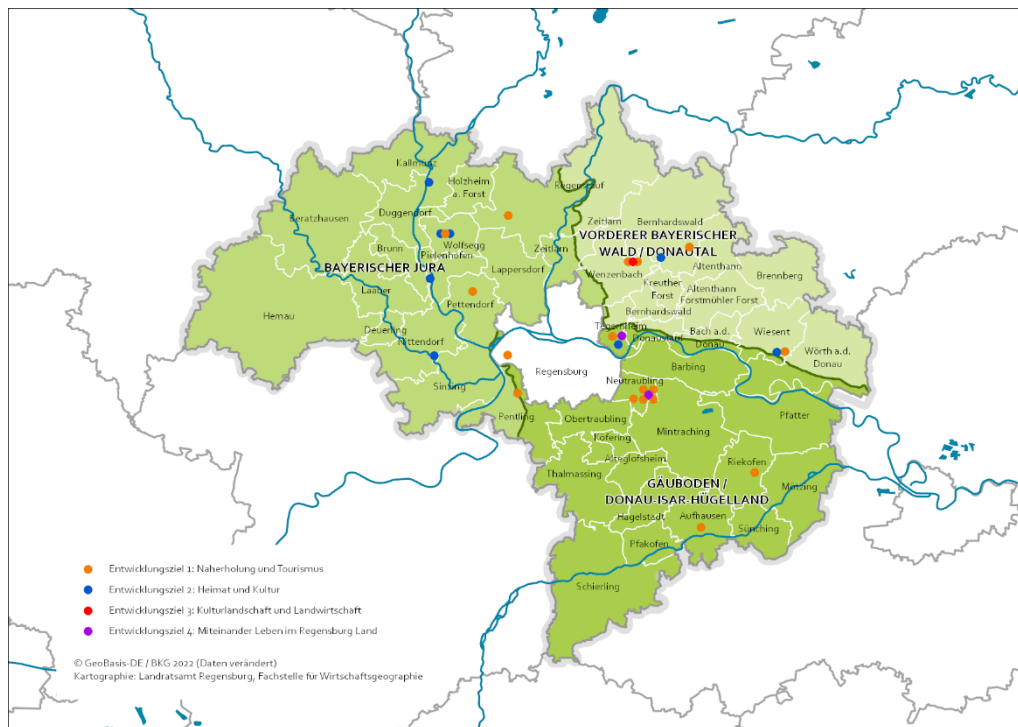 Kallmünz
Holzheim
a. Forst
Regenstauf
Beratzhausen
Duggendorf
Zeitlarn
Bernhardswald
VORDERER BAYERISCHER
WALD / DONAUTAL
Brunn
Wolfsegg
Pielenhofen
Zeitlarn
BAYERISCHER JURA
Lappersdorf
Wenzenbach
Altenthann
Brennberg
Kreuther
Forst
Laaber
Altenthann
Forstmühler Forst
Hemau
Pettendorf
Bernhardswald
Deuerling
Nittendorf
Tegernheim
Donaustauf
Bach a.d.
Donau
Wiesent
Wörth a.d.
Donau
Regensburg
Barbing
Sinzing
Neutraubling
Pentling
Obertraubling
Pfatter
Mintraching
Köfering
Alteglofsheim
Riekofen
Thalmassing
GÄUBODEN /
DONAU-ISAR-HÜGELLAND
Mötzing
Hagelstadt
Aufhausen
Sünching
Pfakofen
Schierling
Entwicklungsziel 1: Naherholung und Tourismus
Entwicklungsziel 2: Heimat und Kultur
Entwicklungsziel 3: Kulturlandschaft und Landwirtschaft
Entwicklungsziel 4: Miteinander Leben im Regensburg Land
© GeoBasis-DE / BKG 2022 (Daten verändert)
Kartographie: Landratsamt Regensburg, Fachstelle für Wirtschaftsgeographie